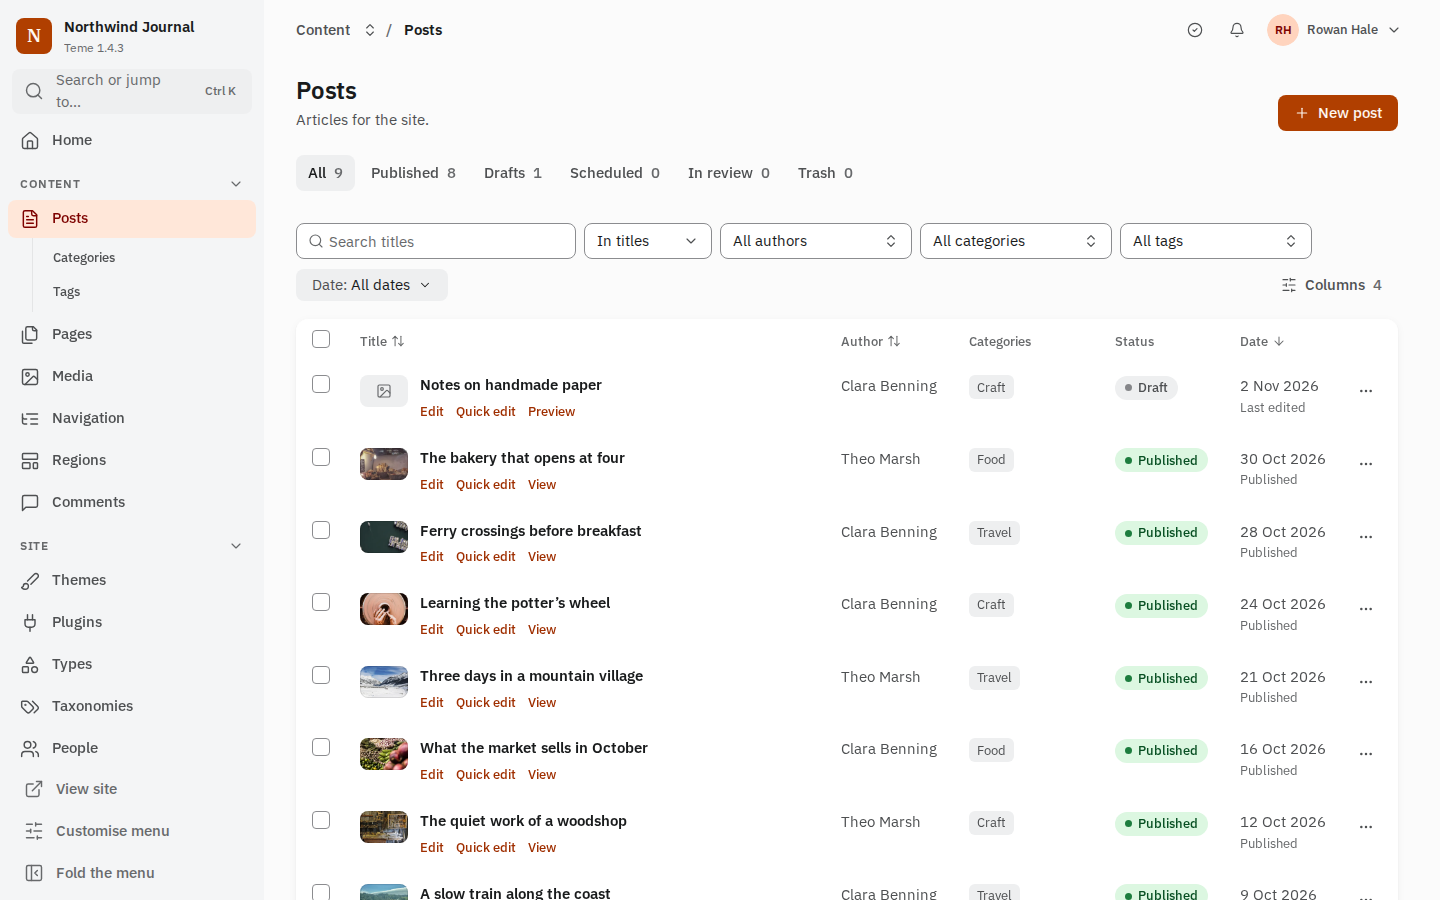 N
Northwind Journal
Teme 1.4.3
Search or jump to... Ctrl K
Home
CONTENT
Posts
Categories
Tags
Pages
Media
Navigation
Regions
Comments
SITE
Themes
Plugins
Types
Taxonomies
People
View site
Customise menu
Fold the menu
Content / Posts
RH Rowan Hale
Posts
Articles for the site.
New post
All 9 Published 8 Drafts 1 Scheduled 0 In review 0 Trash 0
Search titles In titles All authors All categories All tags
Date: All dates Columns 4
Title Author Categories Status Date
Notes on handmade paper Clara Benning Craft Draft 2 Nov 2026
Edit Quick edit Preview Last edited
The bakery that opens at four Theo Marsh Food Published 30 Oct 2026
Edit Quick edit View Published
Ferry crossings before breakfast Clara Benning Travel Published 28 Oct 2026
Edit Quick edit View Published
Learning the potter’s wheel Clara Benning Craft Published 24 Oct 2026
Edit Quick edit View Published
Three days in a mountain village Theo Marsh Travel Published 21 Oct 2026
Edit Quick edit View Published
What the market sells in October Clara Benning Food Published 16 Oct 2026
Edit Quick edit View Published
The quiet work of a woodshop Theo Marsh Craft Published 12 Oct 2026
Edit Quick edit View Published
A slow train along the coast Clara Benning Travel Published 9 Oct 2026